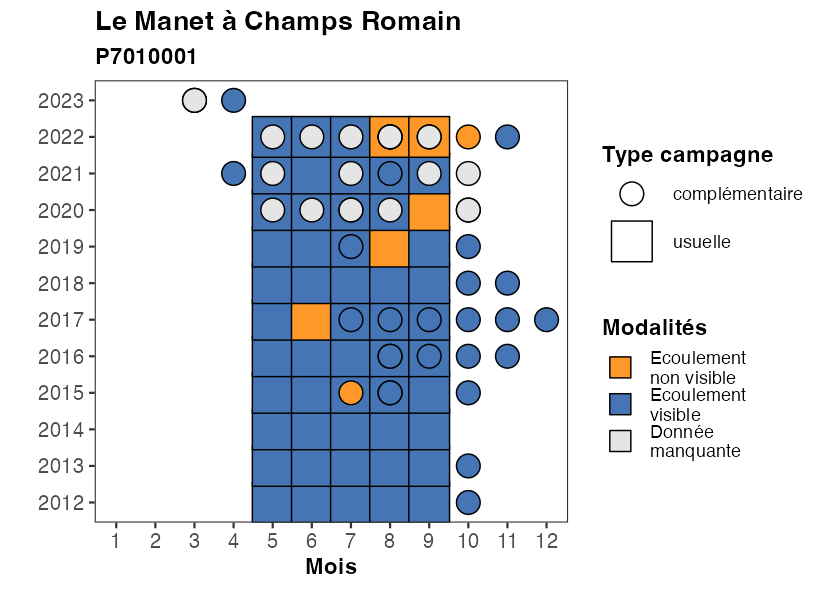 Le Manet à Champs Romain
P7010001
2023
2022
2021
2020
2019
2018
2017
2016
2015
2014
2013
2012
1 2 3 4 5 6 7 8 9 10 11 12
Mois
Type campagne
complémentaire
usuelle
Modalités
Ecoulement
non visible
Ecoulement
visible
Donnée
manquante